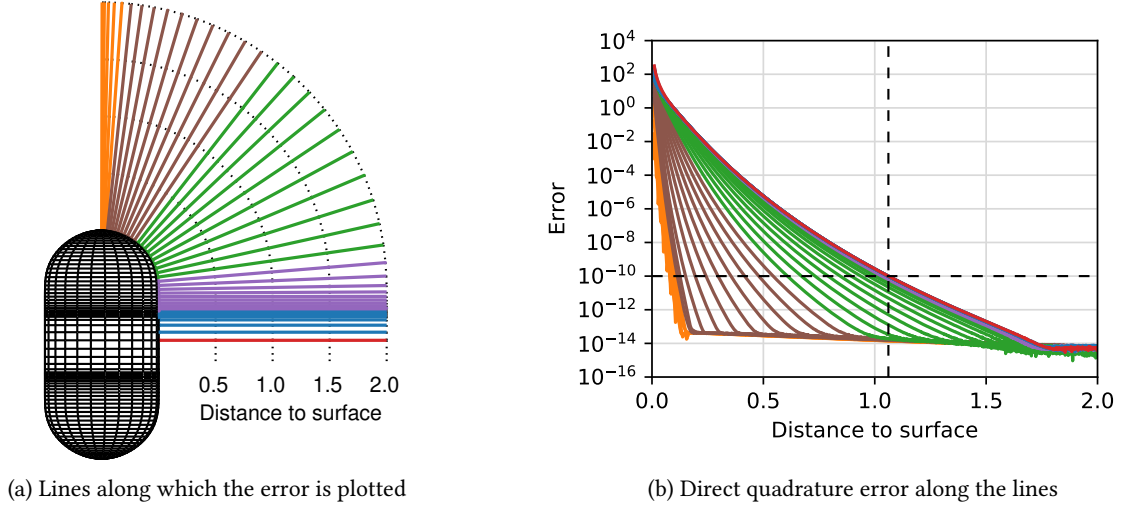 0.5 1.0 1.5 2.0
Distance to surface
(a) Lines along which the error is plotted
Error
10^4
10^2
10^0
10^−2
10^−4
10^−6
10^−8
10^−10
10^−12
10^−14
10^−16
0.0 0.5 1.0 1.5 2.0
Distance to surface
(b) Direct quadrature error along the lines